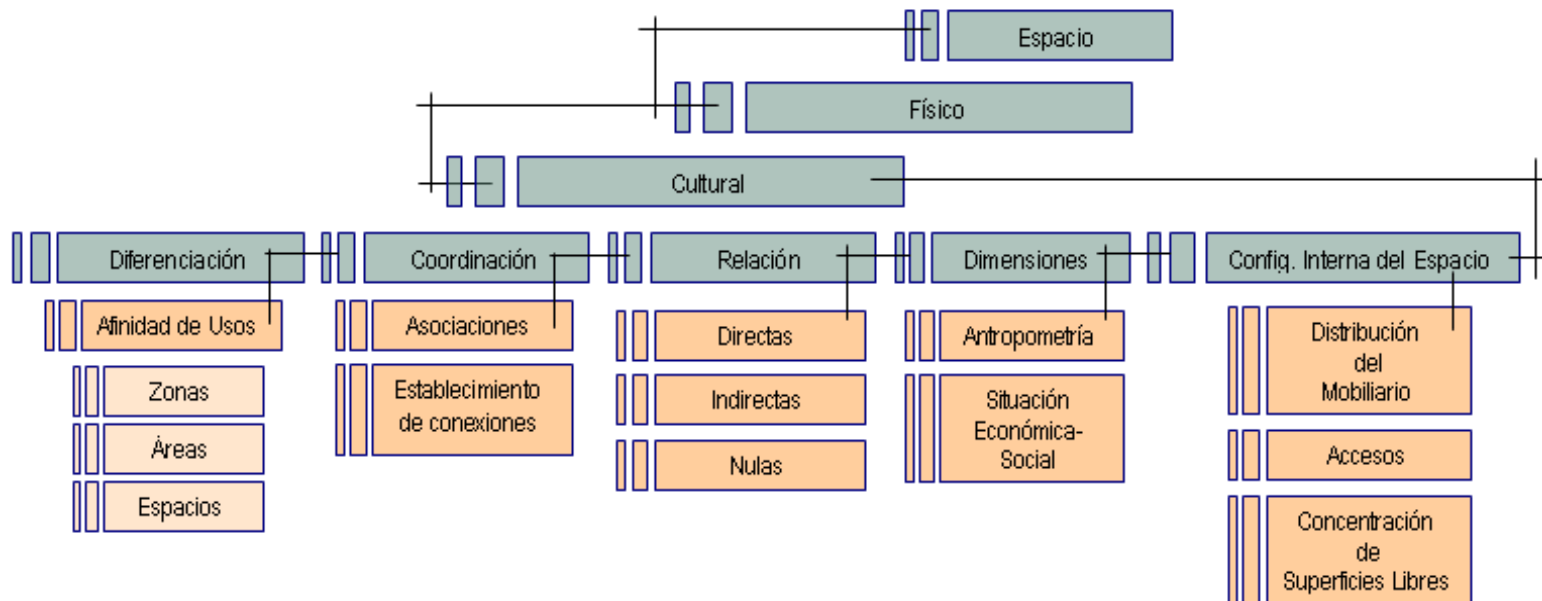 Espacio
Físico
Cultural
Diferenciación
Coordinación
Relación
Dimensiones
Config. Interna del Espacio
Afinidad de Usos
Zonas
Áreas
Espacios
Asociaciones
Establecimiento
de conexiones
Directas
Indirectas
Nulas
Antropometría
Situación
Económica-
Social
Distribución
del
Mobiliario
Accesos
Concentración
de
Superficies Libres